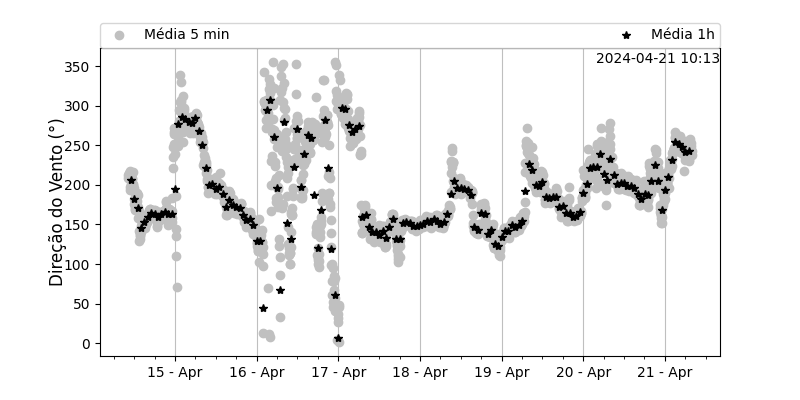 Média 5 min
Média 1h
2024-04-21 10:13
Direção do Vento (°)
350
300
250
200
150
100
50
0
15 - Apr
16 - Apr
17 - Apr
18 - Apr
19 - Apr
20 - Apr
21 - Apr